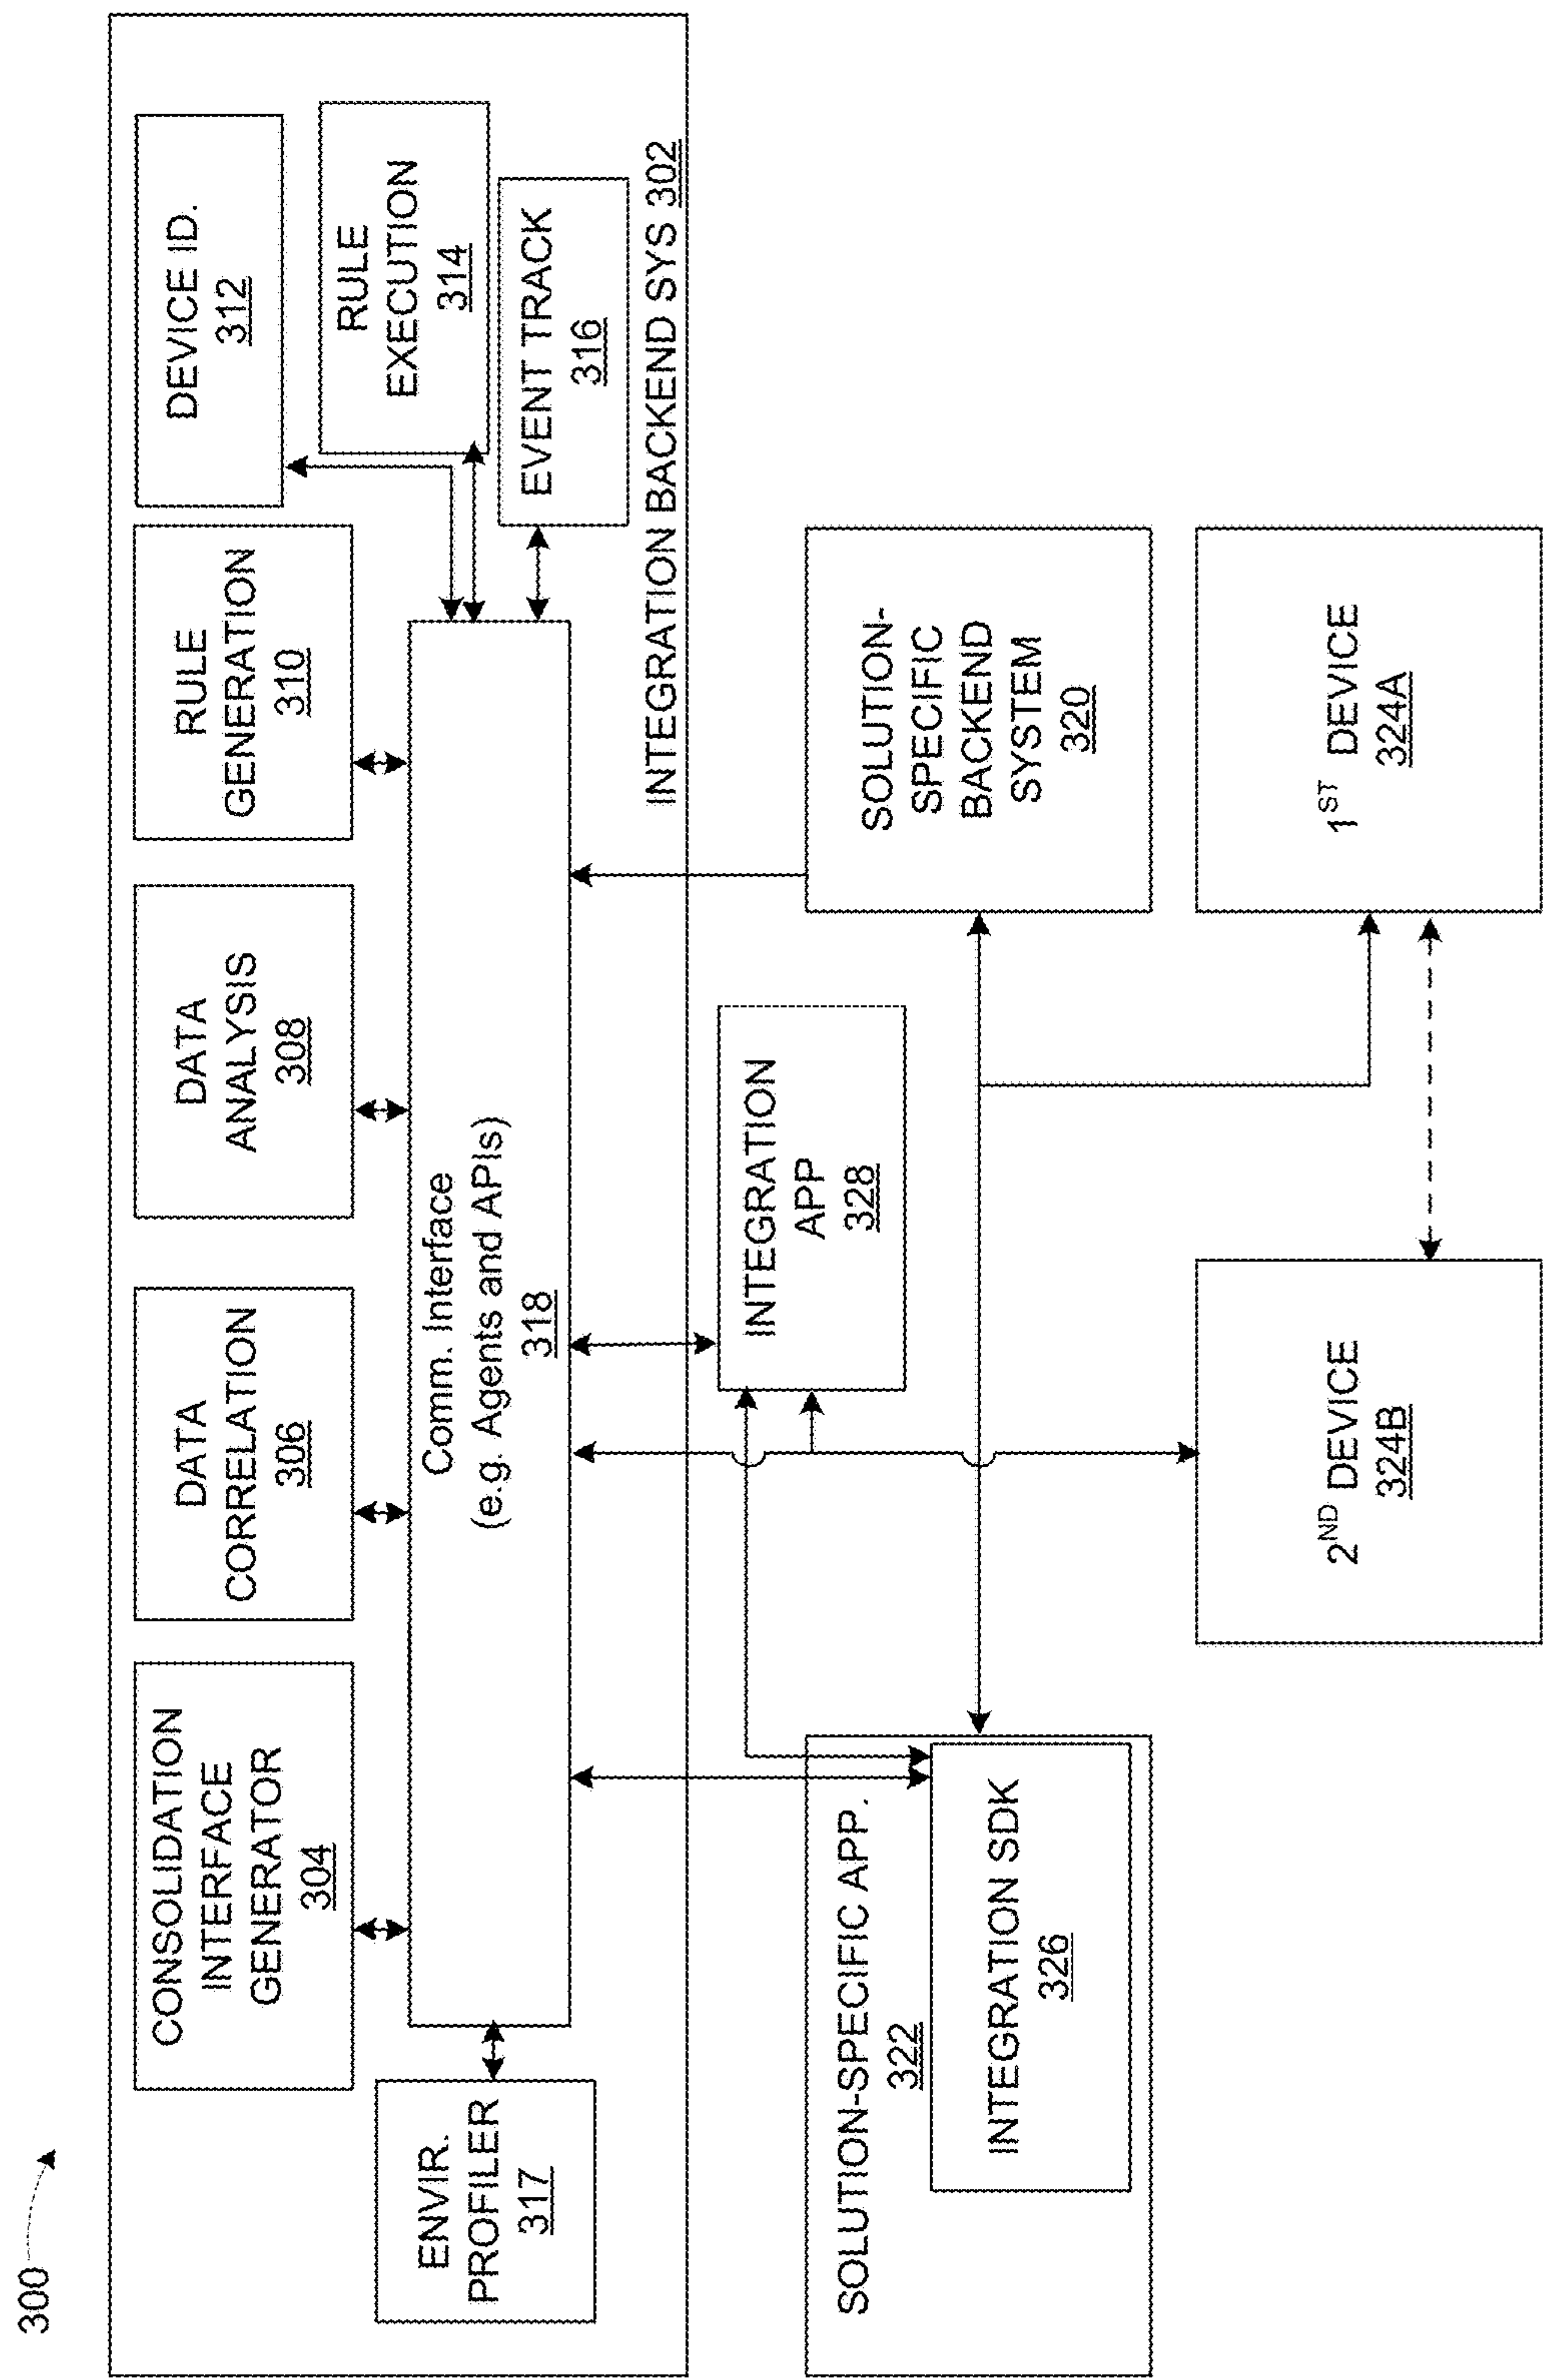 300
CONSOLIDATION
INTERFACE
GENERATOR
304
DATA
CORRELATION
306
DATA
ANALYSIS
308
RULE
GENERATION
310
DEVICE ID.
312
RULE
EXECUTION
314
EVENT TRACK
316
ENVIR.
PROFILER
317
Comm. Interface
(e.g. Agents and APIs)
318
INTEGRATION BACKEND SYS 302
INTEGRATION
APP
328
SOLUTION-SPECIFIC APP.
322
INTEGRATION SDK
326
SOLUTION-
SPECIFIC
BACKEND
SYSTEM
320
2ND DEVICE
324B
1ST DEVICE
324A